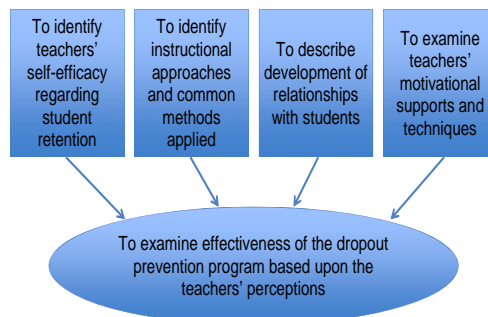 To identify
teachers'
self-efficacy
regarding
student
retention
To identify
instructional
approaches
and common
methods
applied
To describe
development of
relationships
with students
To examine
teachers'
motivational
supports and
techniques
To examine effectiveness of the dropout
prevention program based upon the
teachers' perceptions